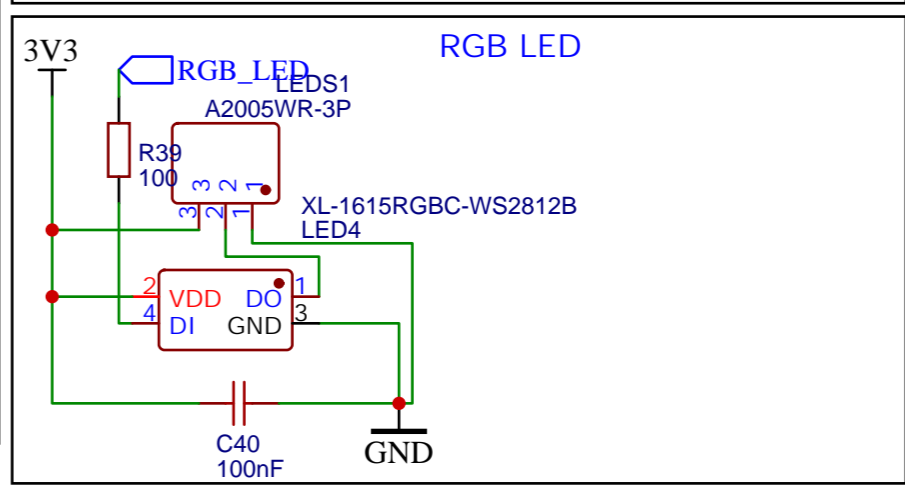 RGB LED
3V3
RGB_LED
LEDS1
A2005WR-3P
R39
100
3 2 1
3 2 1
XL-1615RGBC-WS2812B
LED4
2 VDD DO 1
4 DI GND 3
C40
100nF
GND